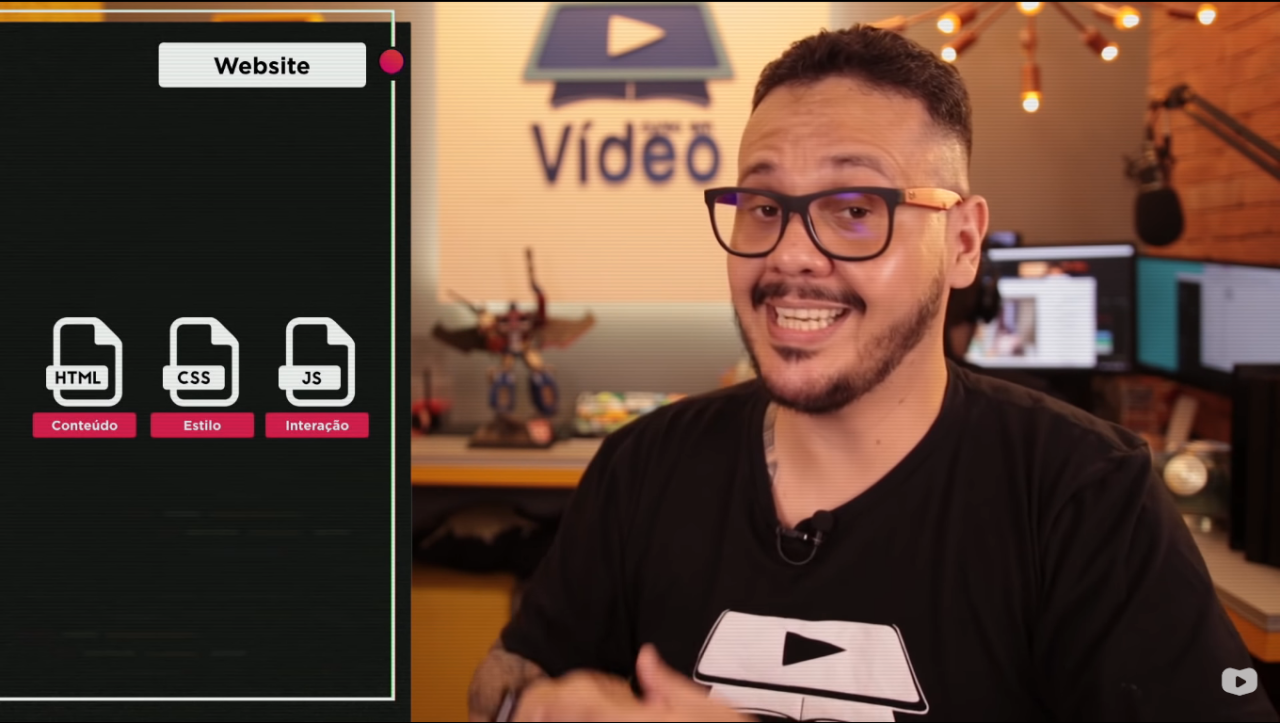 Website
HTML
CSS
JS
Conteúdo
Estilo
Interação
Vídeo